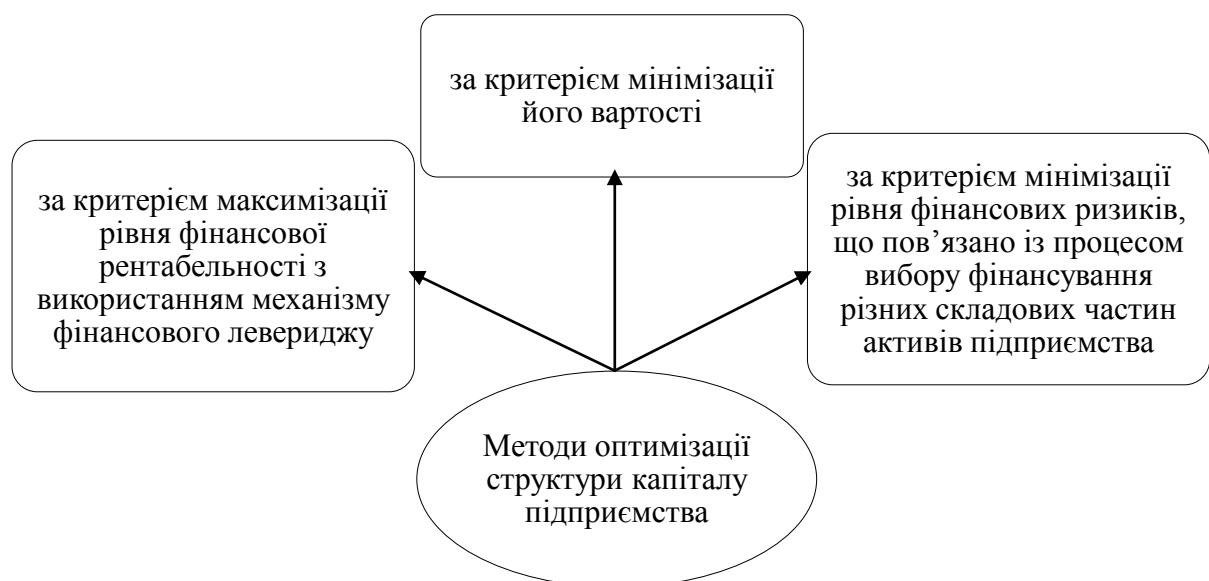 за критерієм мінімізації
його вартості
за критерієм максимізації
рівня фінансової
рентабельності з
використанням механізму
фінансового левериджу
за критерієм мінімізації
рівня фінансових ризиків,
що пов’язано із процесом
вибору фінансування
різних складових частин
активів підприємства
Методи оптимізації
структури капіталу
підприємства